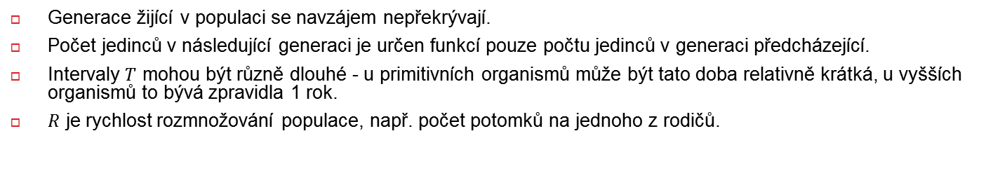 Generace žijící v populaci se navzájem nepřekrývají.
Počet jedinců v následující generaci je určen funkcí pouze počtu jedinců v generaci předcházející.
Intervaly T mohou být různě dlouhé - u primitivních organismů může být tato doba relativně krátká, u vyšších
organismů to bývá zpravidla 1 rok.
R je rychlost rozmnožování populace, např. počet potomků na jednoho z rodičů.